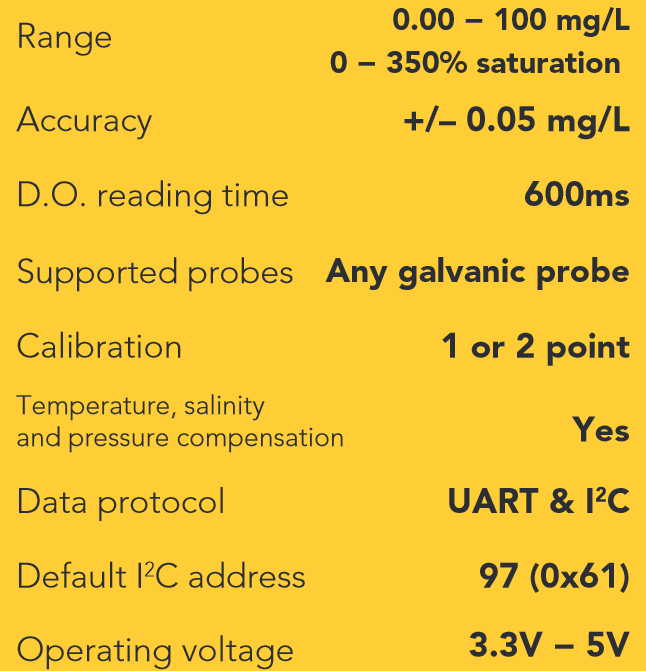 Range 0.00 – 100 mg/L
0 – 350% saturation
Accuracy +/– 0.05 mg/L
D.O. reading time 600ms
Supported probes Any galvanic probe
Calibration 1 or 2 point
Temperature, salinity
and pressure compensation Yes
Data protocol UART & I²C
Default I²C address 97 (0x61)
Operating voltage 3.3V – 5V